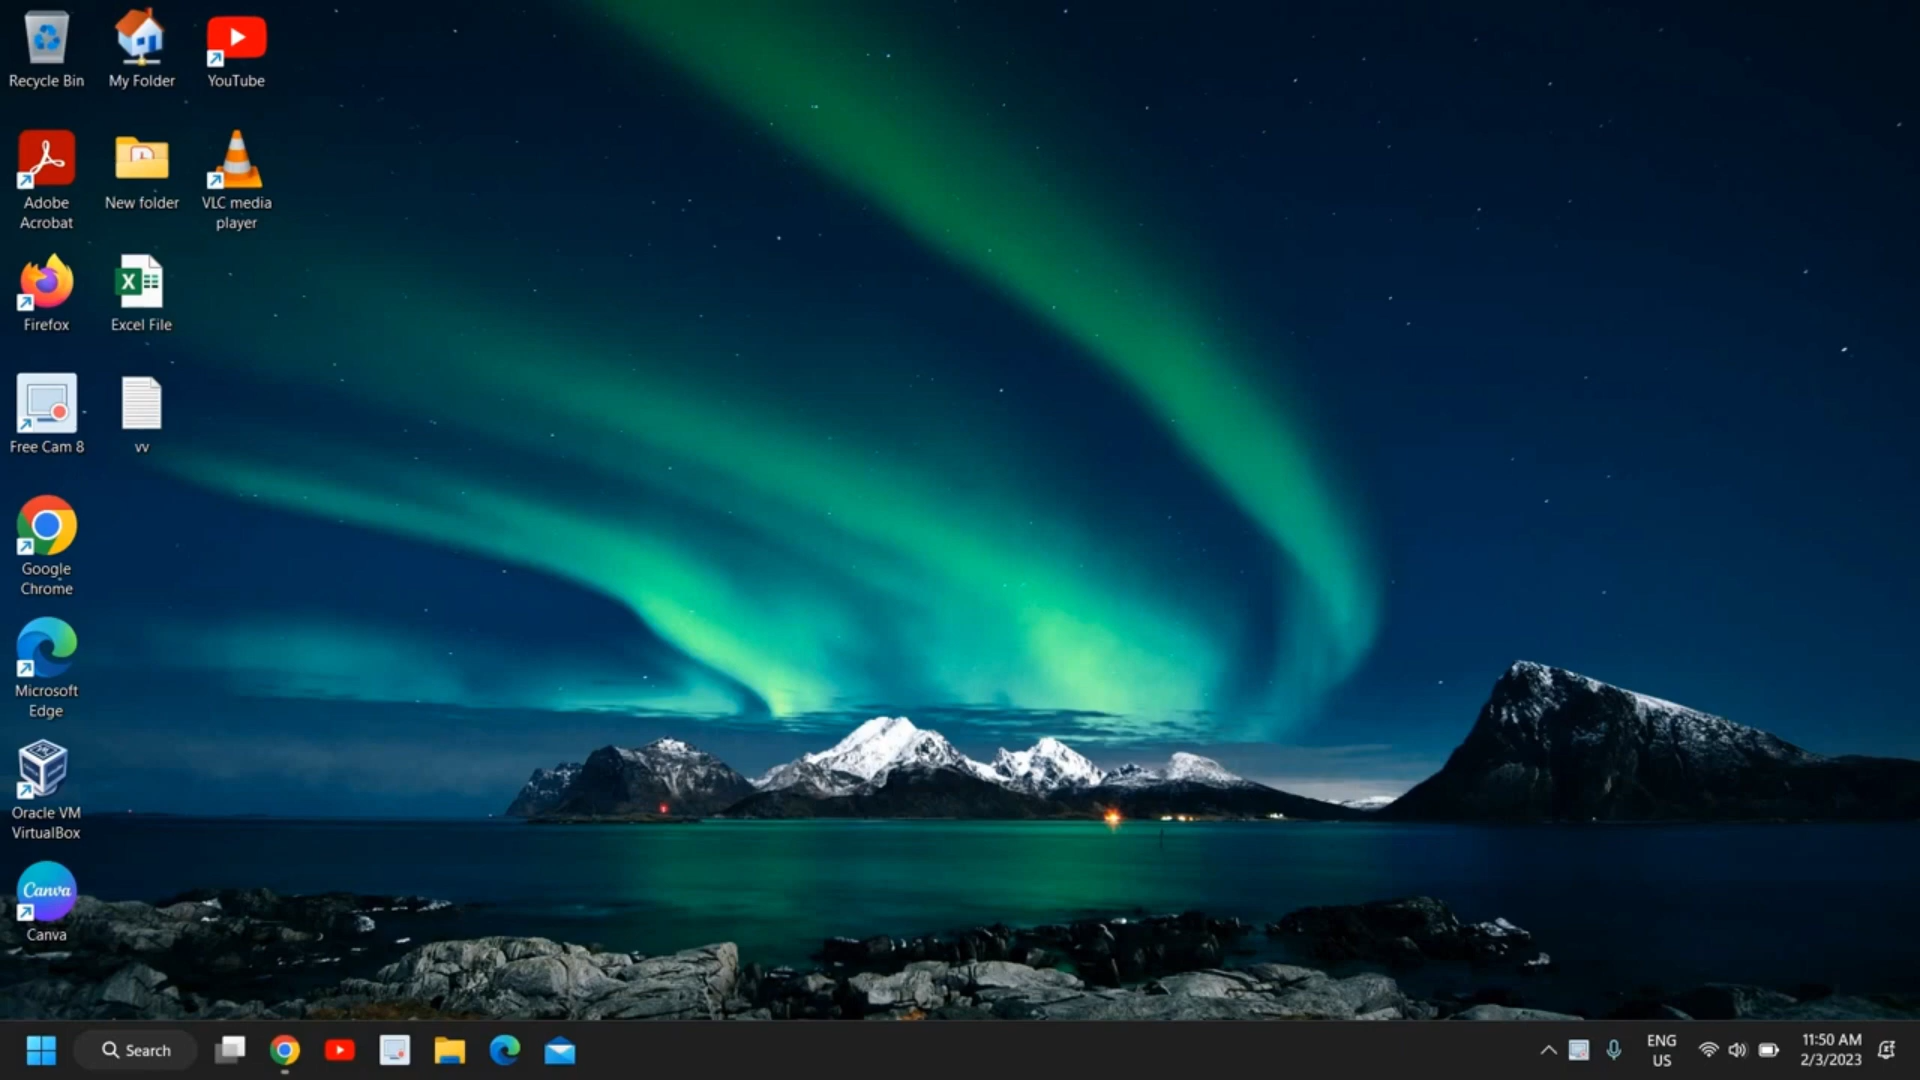 Recycle Bin
My Folder
YouTube
Adobe
Acrobat
New folder
VLC media
player
Firefox
Excel File
Free Cam 8
vv
Google
Chrome
Microsoft
Edge
Oracle VM
VirtualBox
Canva
Canva
Search
ENG
US
11:50 AM
2/3/2023